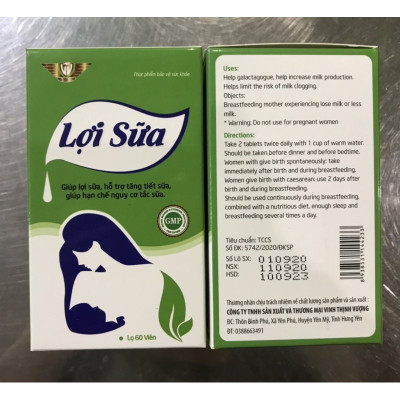 Thực phẩm bảo vệ sức khỏe
Lợi Sữa
Giúp lợi sữa, hỗ trợ tăng tiết sữa,
giúp hạn chế nguy cơ tắc sữa.
GMP
Lọ 60 Viên
Uses:
Help galactagogue, help increase milk production.
Helps limit the risk of milk clogging.
Objects:
Breastfeeding mother experiencing lose milk or less
milk.
* Warning: Do not use for pregnant women
Directions:
Take 2 tablets twice daily with 1 cup of warm water.
Should be taken before dinner and before besttime.
Women with give birth spontaneously: take
immediately after birth and during breastfeeding.
Women with give birth with caesarean: use 2 days after
birth and during breastfeeding.
Should be used continuously during breastfeeding,
combined with a nutritious diet, enough sleep and
breastfeeding several times a day.
Tiêu chuẩn: TCCS
Số ĐK: 5742/2020/ĐKSP
Số Lô SX: 010920
NSX: 110920
HSD: 100923
Thương nhân chịu trách nhiệm về chất lượng sản phẩm và sản xuất:
CÔNG TY TNHH SẢN XUẤT VÀ THƯƠNG MẠI VINH THỊNH VƯỢNG
ĐC: Thôn Bình Phú, Xã Yên Phú, Huyện Yên Mỹ, Tỉnh Hưng Yên
ĐT: 0388663491